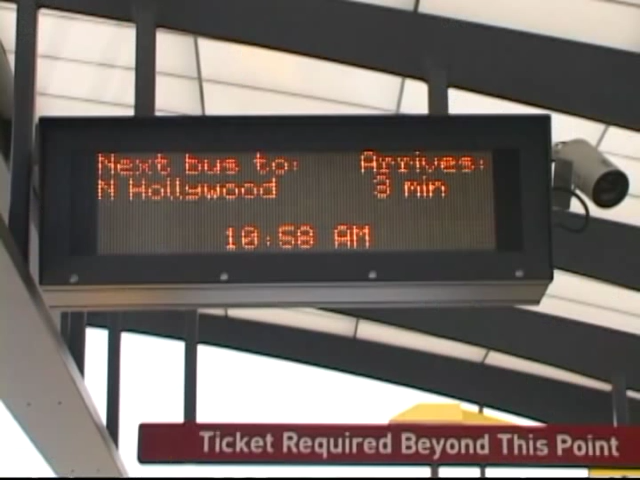 Next bus to: Arrives:
N Hollywood 3 min
10:58 AM
Ticket Required Beyond This Point